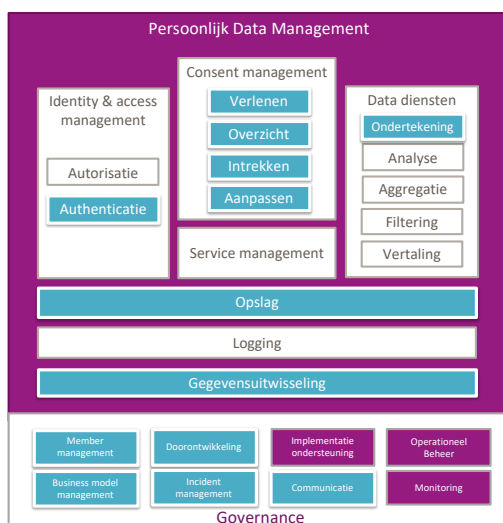 Persoonlijk Data Management
Identity & access
management
Autorisatie
Authenticatie
Consent management
Verlenen
Overzicht
Intrekken
Aanpassen
Service management
Data diensten
Ondertekening
Analyse
Aggregatie
Filtering
Vertaling
Opslag
Logging
Gegevensuitwisseling
Member
management
Doorontwikkeling
Implementatie
ondersteuning
Operationeel
Beheer
Business model
management
Incident
management
Communicatie
Monitoring
Governance